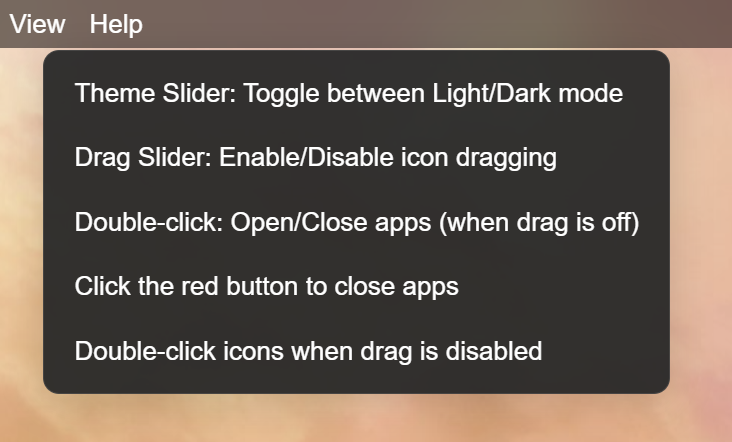 View Help
Theme Slider: Toggle between Light/Dark mode
Drag Slider: Enable/Disable icon dragging
Double-click: Open/Close apps (when drag is off)
Click the red button to close apps
Double-click icons when drag is disabled